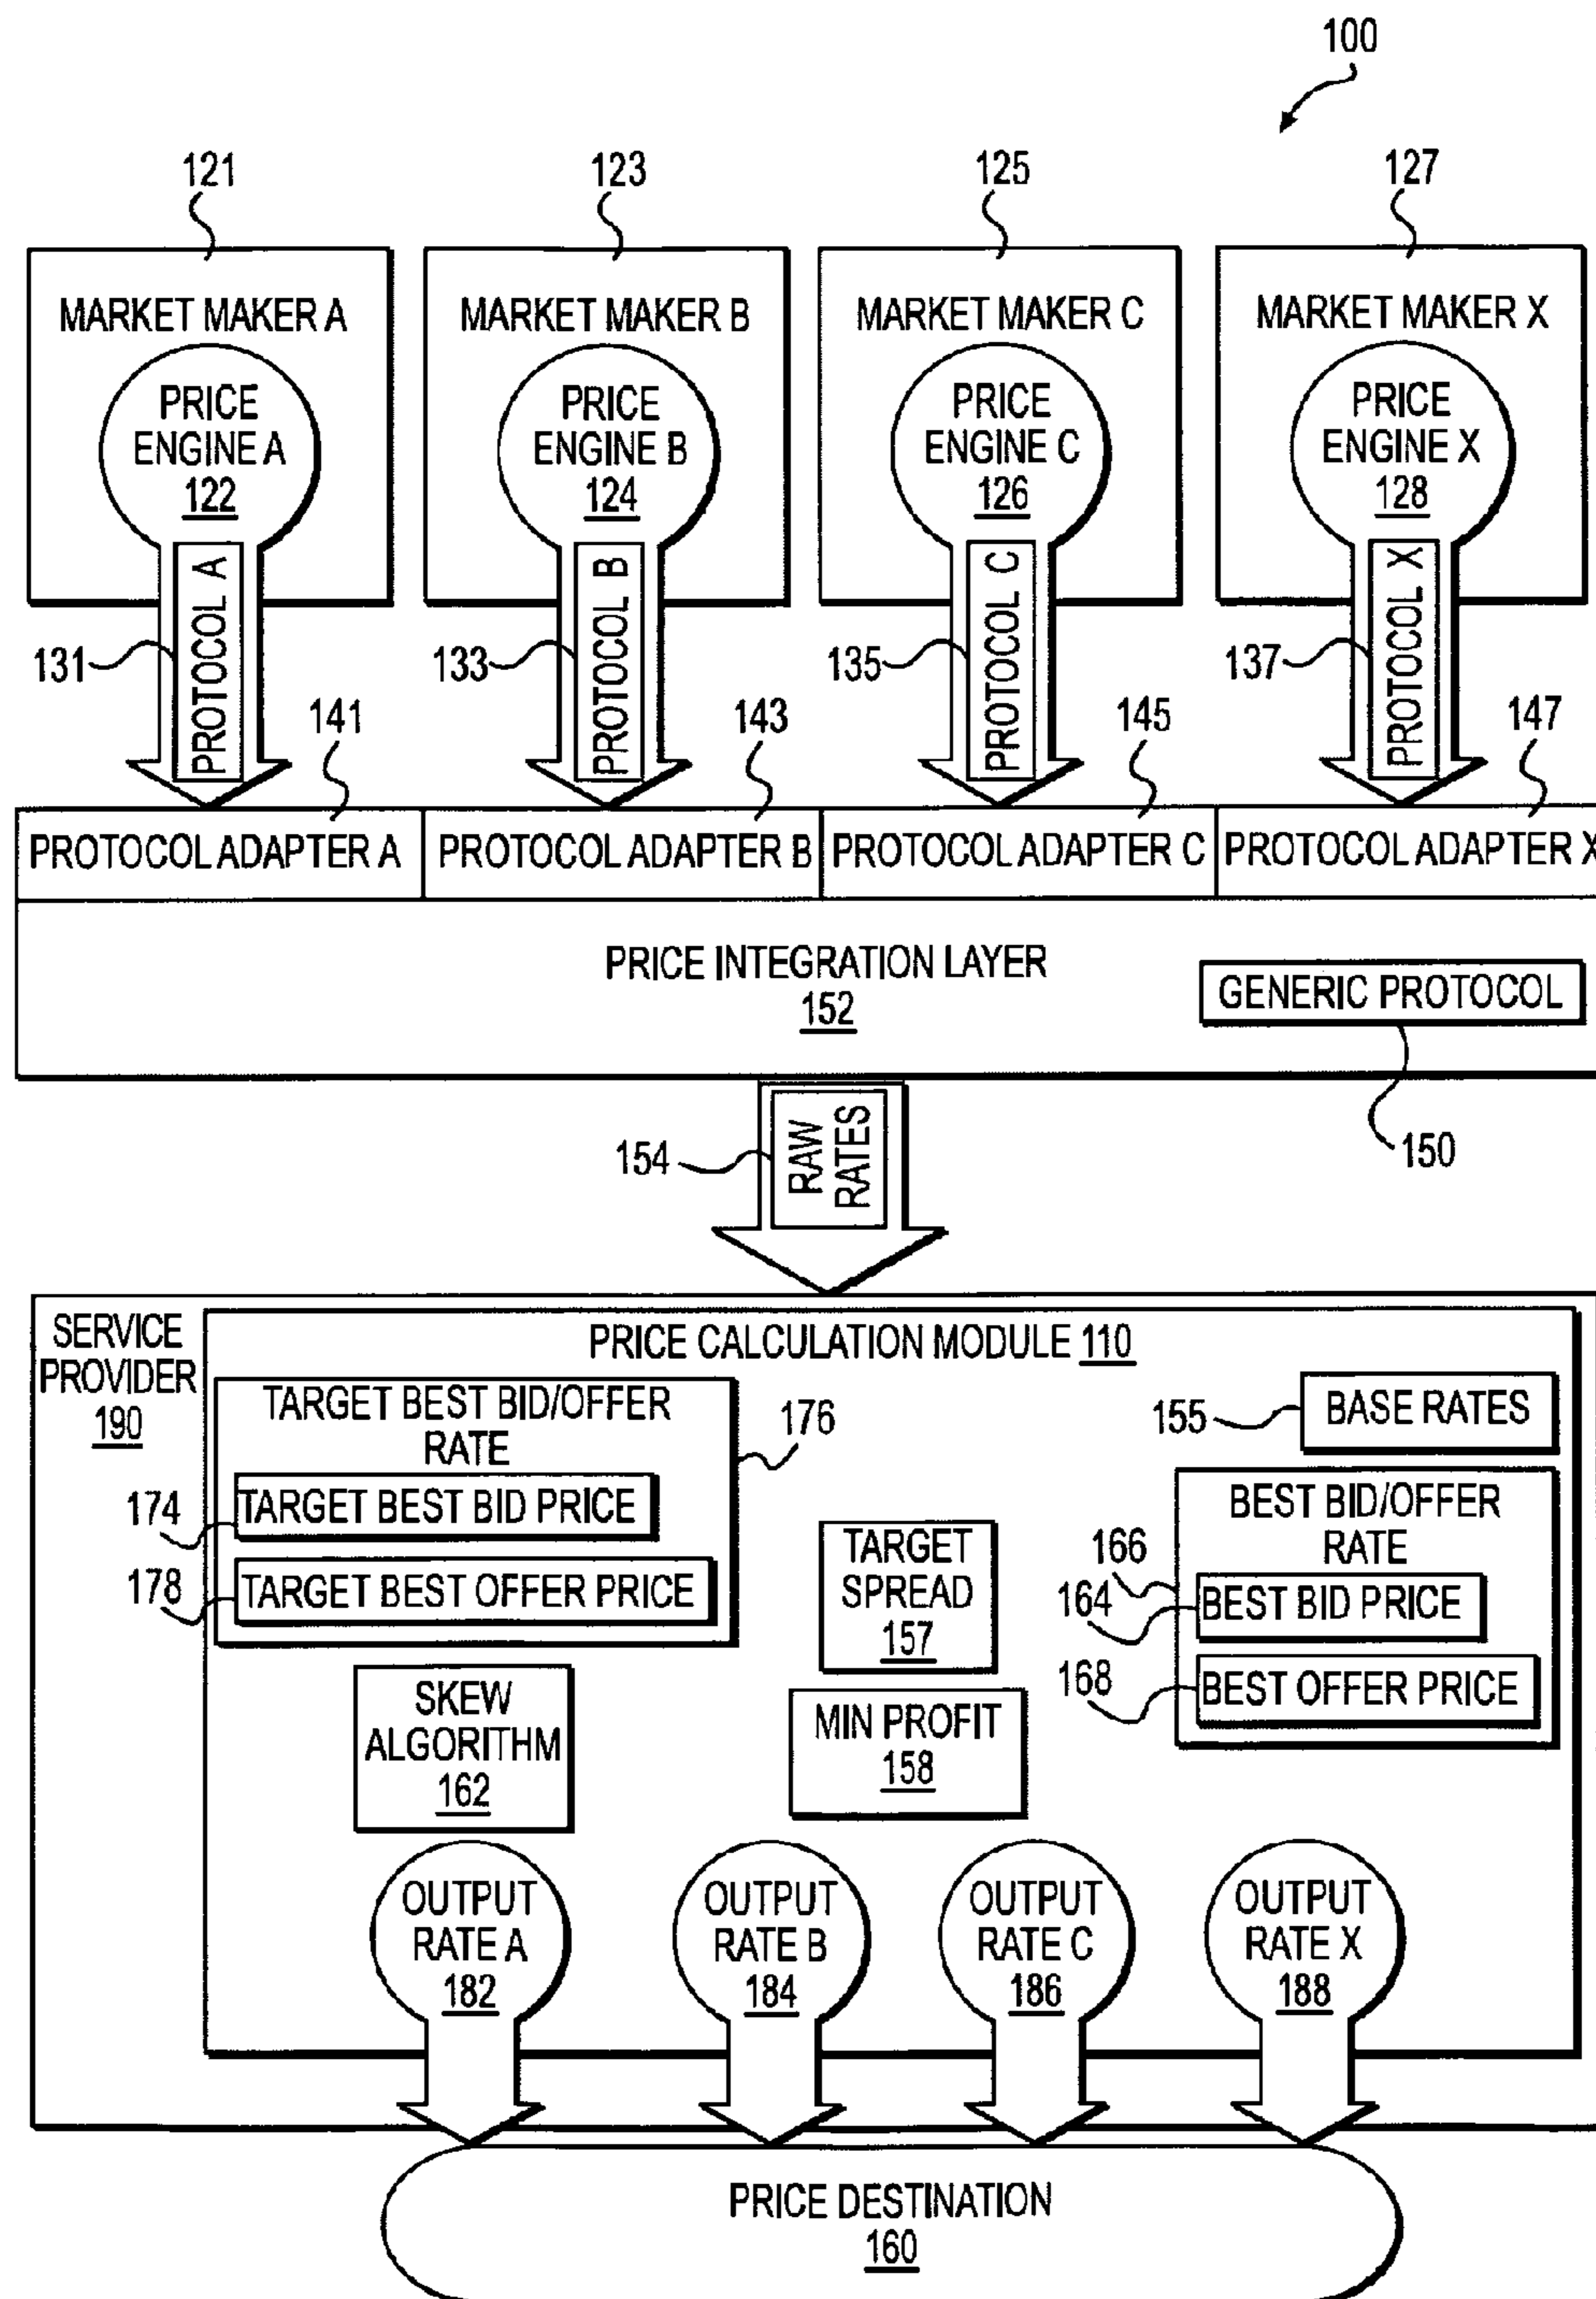 100
121
123
125
127
MARKET MAKER A
MARKET MAKER B
MARKET MAKER C
MARKET MAKER X
PRICE
ENGINE A
122
PRICE
ENGINE B
124
PRICE
ENGINE C
126
PRICE
ENGINE X
128
131
PROTOCOL A
133
PROTOCOL B
135
PROTOCOL C
137
PROTOCOL X
141
143
145
147
PROTOCOL ADAPTER A
PROTOCOL ADAPTER B
PROTOCOL ADAPTER C
PROTOCOL ADAPTER X
PRICE INTEGRATION LAYER
152
GENERIC PROTOCOL
150
154
RAW
RATES
SERVICE
PROVIDER
190
PRICE CALCULATION MODULE 110
TARGET BEST BID/OFFER
RATE
176
174
TARGET BEST BID PRICE
178
TARGET BEST OFFER PRICE
155
BASE RATES
TARGET
SPREAD
157
BEST BID/OFFER
RATE
166
164
BEST BID PRICE
168
BEST OFFER PRICE
SKEW
ALGORITHM
162
MIN PROFIT
158
OUTPUT
RATE A
182
OUTPUT
RATE B
184
OUTPUT
RATE C
186
OUTPUT
RATE X
188
PRICE DESTINATION
160